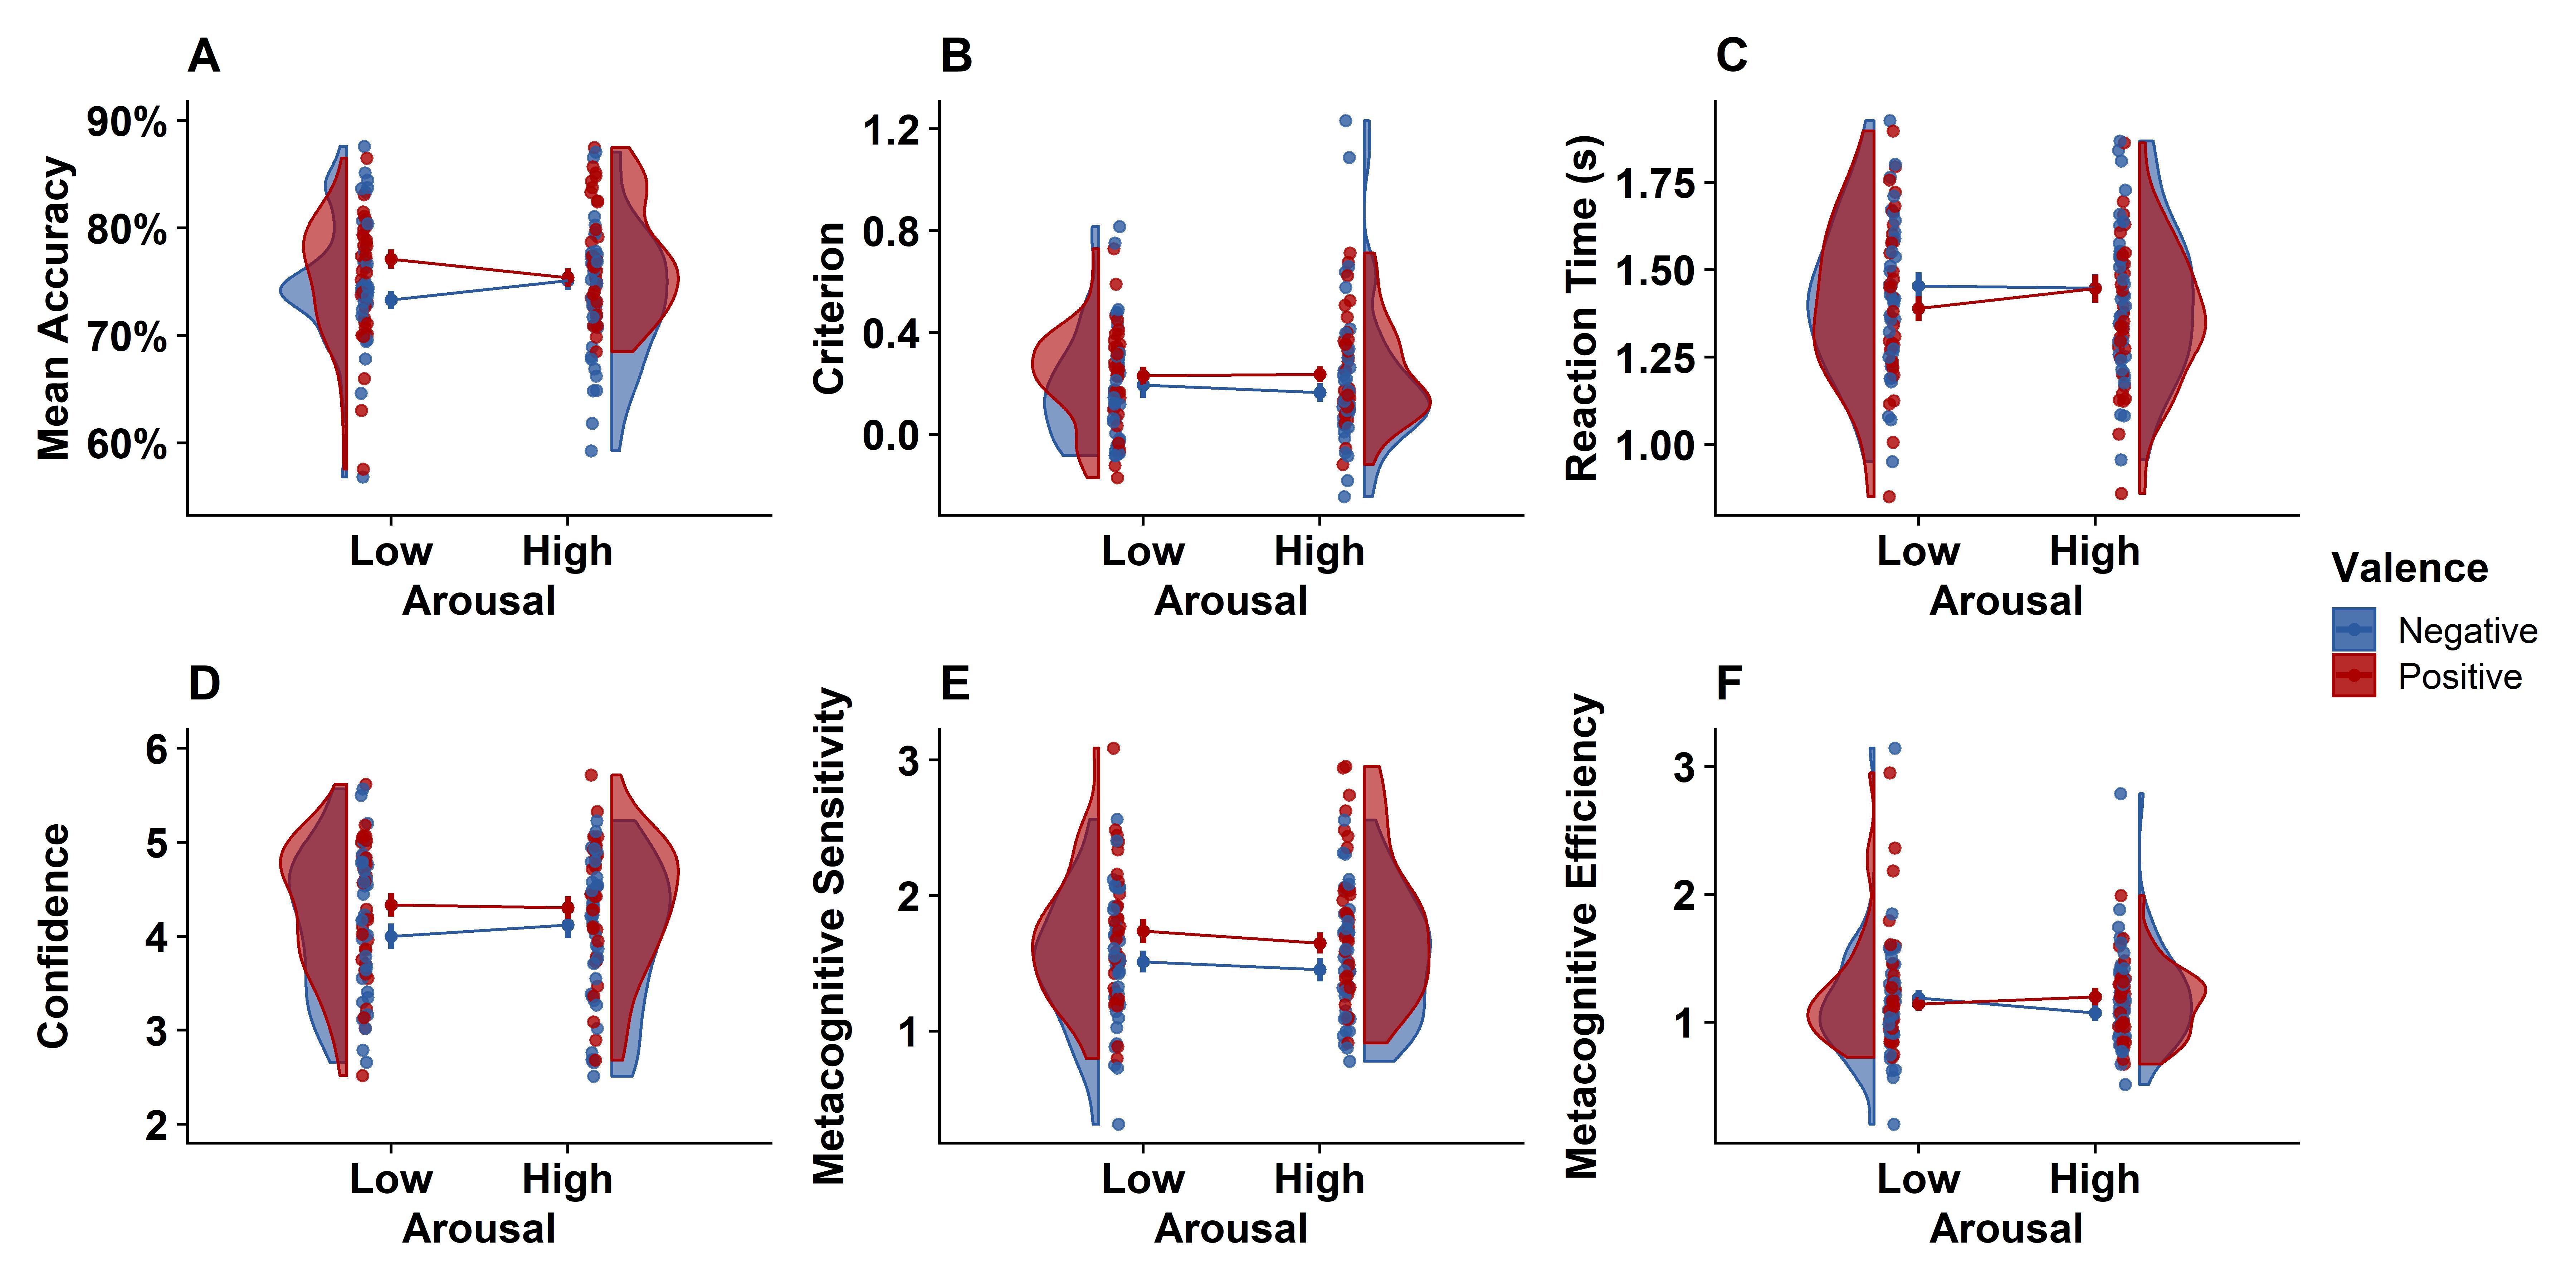 A
Mean Accuracy
90%
80%
70%
60%
Low High
Arousal
B
Criterion
1.2
0.8
0.4
0.0
Low High
Arousal
C
Reaction Time (s)
1.75
1.50
1.25
1.00
Low High
Arousal
Valence
Negative
Positive
D
Confidence
6
5
4
3
2
Low High
Arousal
E
Metacognitive Sensitivity
3
2
1
Low High
Arousal
F
Metacognitive Efficiency
3
2
1
Low High
Arousal